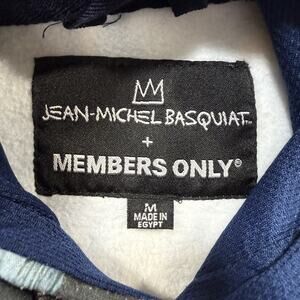 JEAN-MICHEL BASQUIAT
+
MEMBERS ONLY®
M
MADE IN
EGYPT